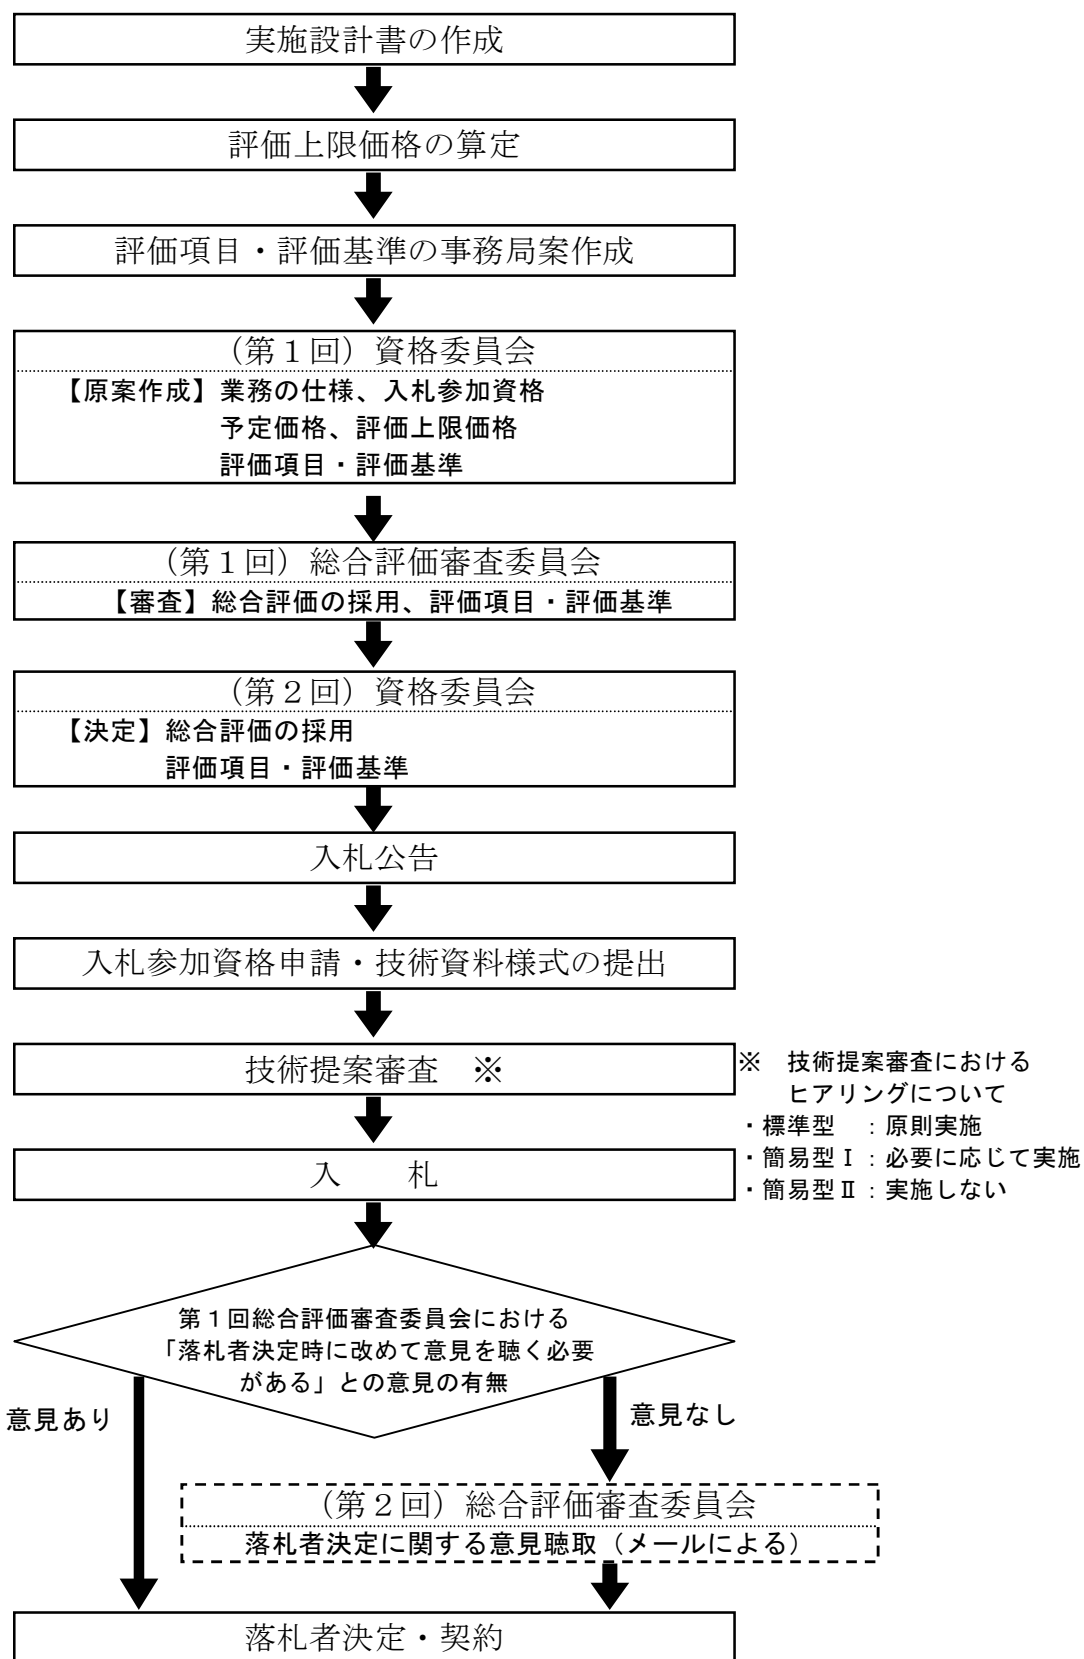 実施設計書の作成
評価上限価格の算定
評価項目・評価基準の事務局案作成
（第１回）資格委員会
【原案作成】業務の仕様、入札参加資格
予定価格、評価上限価格
評価項目・評価基準
（第１回）総合評価審査委員会
【審査】総合評価の採用、評価項目・評価基準
（第２回）資格委員会
【決定】総合評価の採用
評価項目・評価基準
入札公告
入札参加資格申請・技術資料様式の提出
技術提案審査　※
※　技術提案審査における
ヒアリングについて
・標準型　：原則実施
・簡易型Ⅰ：必要に応じて実施
・簡易型Ⅱ：実施しない
入　　札
第１回総合評価審査委員会における
「落札者決定時に改めて意見を聴く必要
がある」との意見の有無
意見あり
意見なし
（第２回）総合評価審査委員会
落札者決定に関する意見聴取（メールによる）
落札者決定・契約